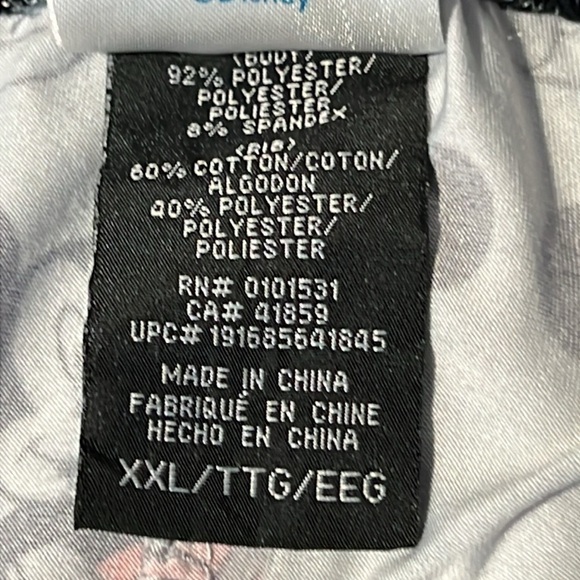 ©Disney
(BODY)
92% POLYESTER/
POLYESTER/
POLIESTER
8% SPANDEX
(RIB)
60% COTTON/COTON/
ALGODON
40% POLYESTER/
POLYESTER/
POLIESTER
RN# 0101531
CA# 41859
UPC# 191685641845
MADE IN CHINA
FABRIQUÉ EN CHINE
HECHO EN CHINA
XXL/TTG/EEG